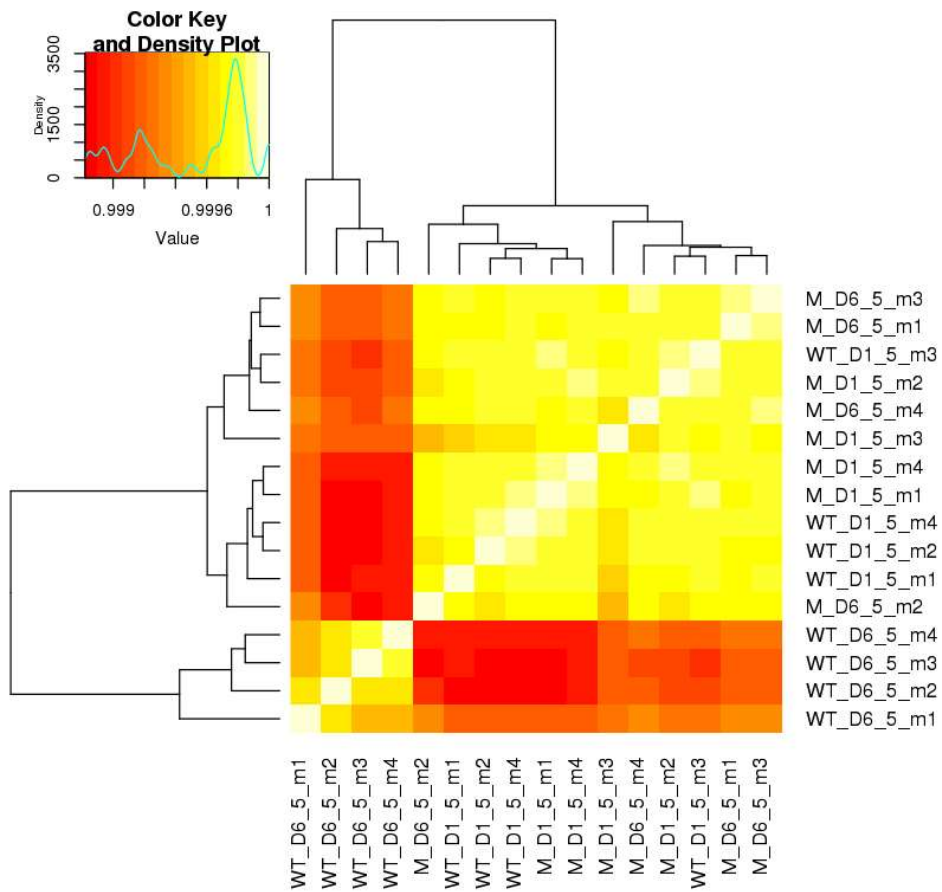 Color Key
and Density Plot
Density
0
1500
3500
0.999
0.9996
1
Value
M_D6_5_m3
M_D6_5_m1
WT_D1_5_m3
M_D1_5_m2
M_D6_5_m4
M_D1_5_m3
M_D1_5_m4
M_D1_5_m1
WT_D1_5_m4
WT_D1_5_m2
WT_D1_5_m1
M_D6_5_m2
WT_D6_5_m4
WT_D6_5_m3
WT_D6_5_m2
WT_D6_5_m1
WT_D6_5_m1
WT_D6_5_m2
WT_D6_5_m3
WT_D6_5_m4
M_D6_5_m2
WT_D1_5_m1
WT_D1_5_m2
WT_D1_5_m4
M_D1_5_m1
M_D1_5_m4
M_D1_5_m3
M_D6_5_m4
M_D1_5_m2
WT_D1_5_m3
M_D6_5_m1
M_D6_5_m3